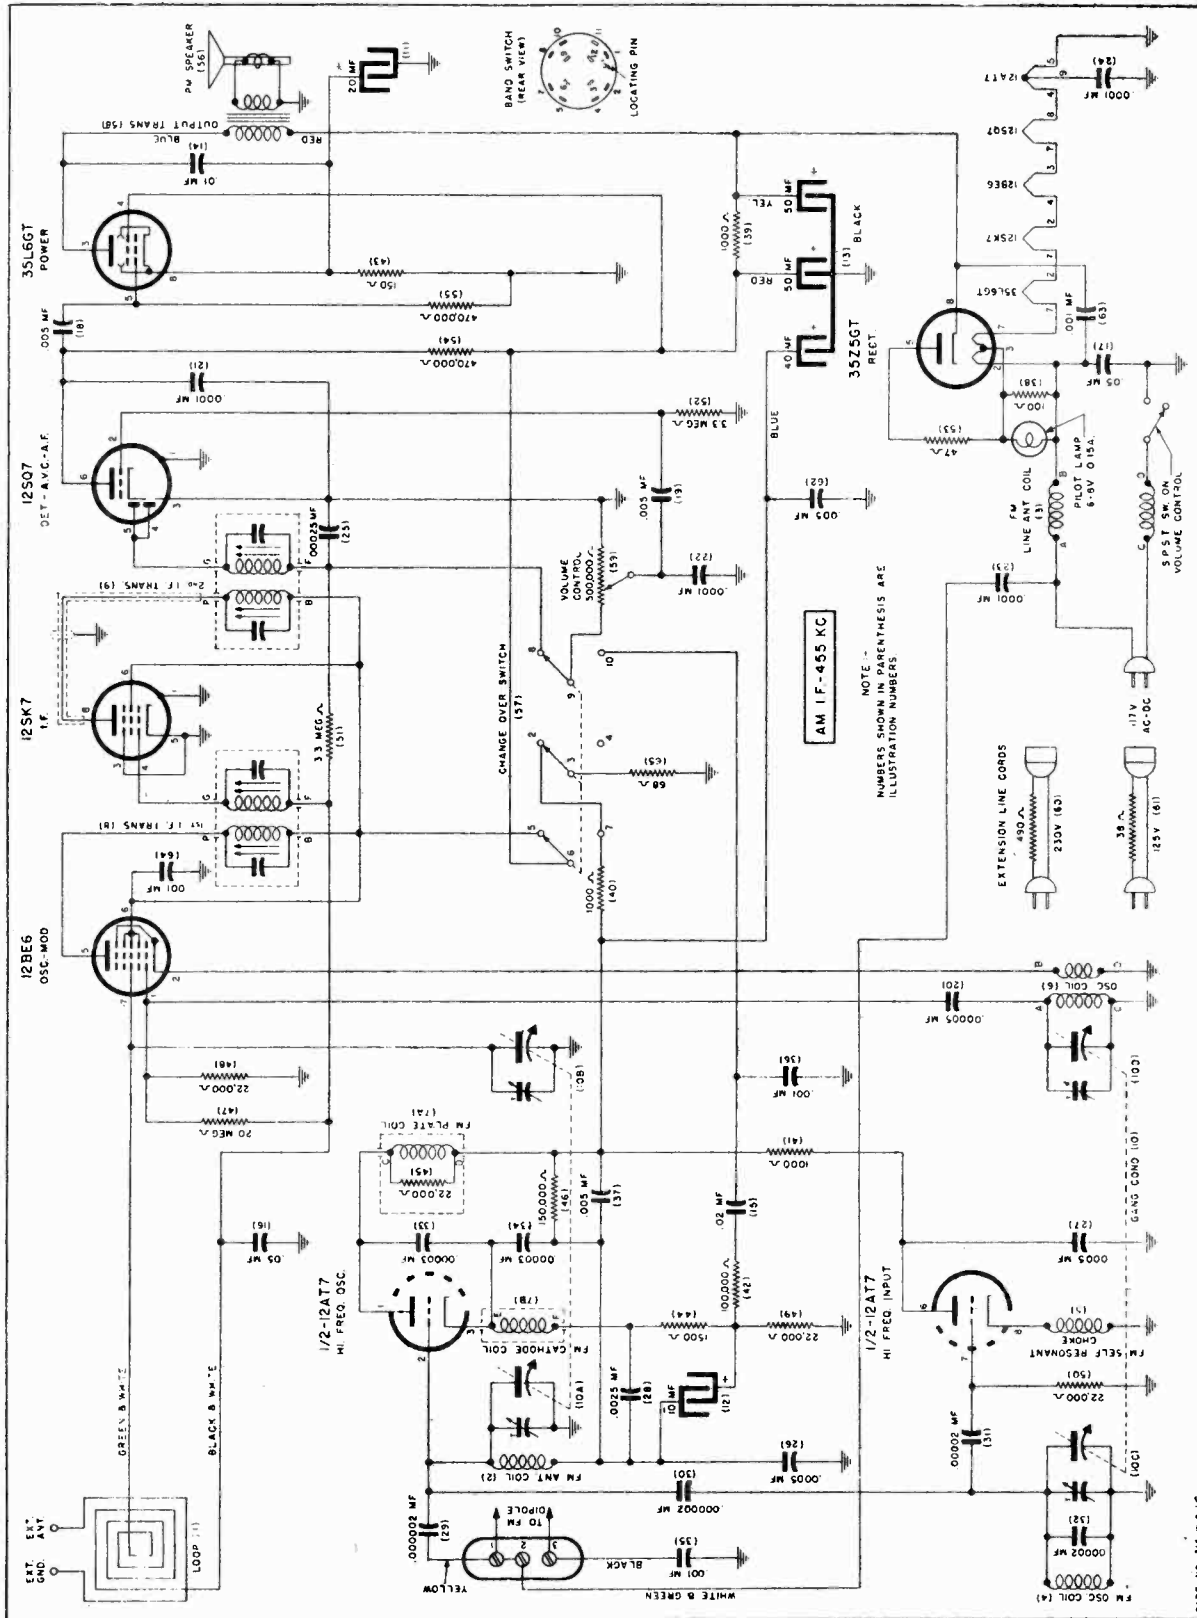 EXT. GND.
EXT. ANT.
LOOP (1)
GREEN & WHITE
BLACK & WHITE
.05 MF
(16)
12BE6
OSC.-MOD
20 MEG
(47)
22,000
(48)
.001 MF
(64)
1ST I.F. TRANS (8)
P
B
G
F
12SK7
I.F.
3.3 MEG
(51)
2ND I.F. TRANS. (9)
P
B
G
F
12SQ7
DET-A.V.C.-A.F.
.00025 MF
(25)
.0001 MF
(21)
.005 MF
(18)
35L6GT
POWER
470,000
(54)
470,000
(55)
150
(43)
.01 MF
(14)
BLUE
OUTPUT TRANS (58)
RED
PM SPEAKER
(56)
20 MF
(11)
BAND SWITCH
(REAR VIEW)
LOCATING PIN
1/2-12AT7
HI FREQ. OSC.
FM PLATE COIL
(7A)
22,000
(45)
.00003 MF
(33)
.00003 MF
(34)
150,000
(46)
.005 MF
(37)
(7B)
FM CATHODE COIL
(10A)
(10B)
FM ANT. COIL (2)
.0025 MF
(28)
1500
(44)
100,000
(42)
.02 MF
(15)
.001 MF
(36)
10 MF
(12)
22,000
(49)
.0005 MF
(26)
.000002 MF
(30)
.000002 MF
(29)
TO FM
DIPOLE
YELLOW
BLACK
.001 MF
(35)
WHITE & GREEN
1000
(41)
1000
(40)
CHANGE OVER SWITCH
(57)
68
(65)
VOLUME
CONTROL
500,000
(59)
.0001 MF
(22)
.005 MF
(19)
3.3 MEG
(52)
BLUE
.005 MF
(62)
40 MF
50 MF
50 MF
RED
YEL.
BLACK
(13)
1000
(39)
35Z5GT
RECT.
47
(53)
100
(38)
.05 MF
(17)
.001 MF
(63)
35L6GT
12SK7
12BE6
12SQ7
12AT7
.0001 MF
(24)
PILOT LAMP
6-8V 0.15A.
FM
LINE ANT COIL
(3)
A
B
C
D
S.P.S.T. SW. ON
VOLUME CONTROL
.0001 MF
(23)
AM I.F.-455 KC
NOTE:-
NUMBERS SHOWN IN PARENTHESIS ARE
ILLUSTRATION NUMBERS.
117V
AC-DC
EXTENSION LINE CORDS
490
230V (60)
38
125V (61)
1/2-12AT7
HI FREQ. INPUT
.0005 MF
(27)
FM SELF RESONANT
CHOKE
(5)
22,000
(50)
.00002 MF
(31)
(10C)
.00002 MF
(32)
FM OSC COIL (4)
GANG COND (10)
(10D)
.00005 MF
(20)
OSC COIL (6)
A
B
C
D